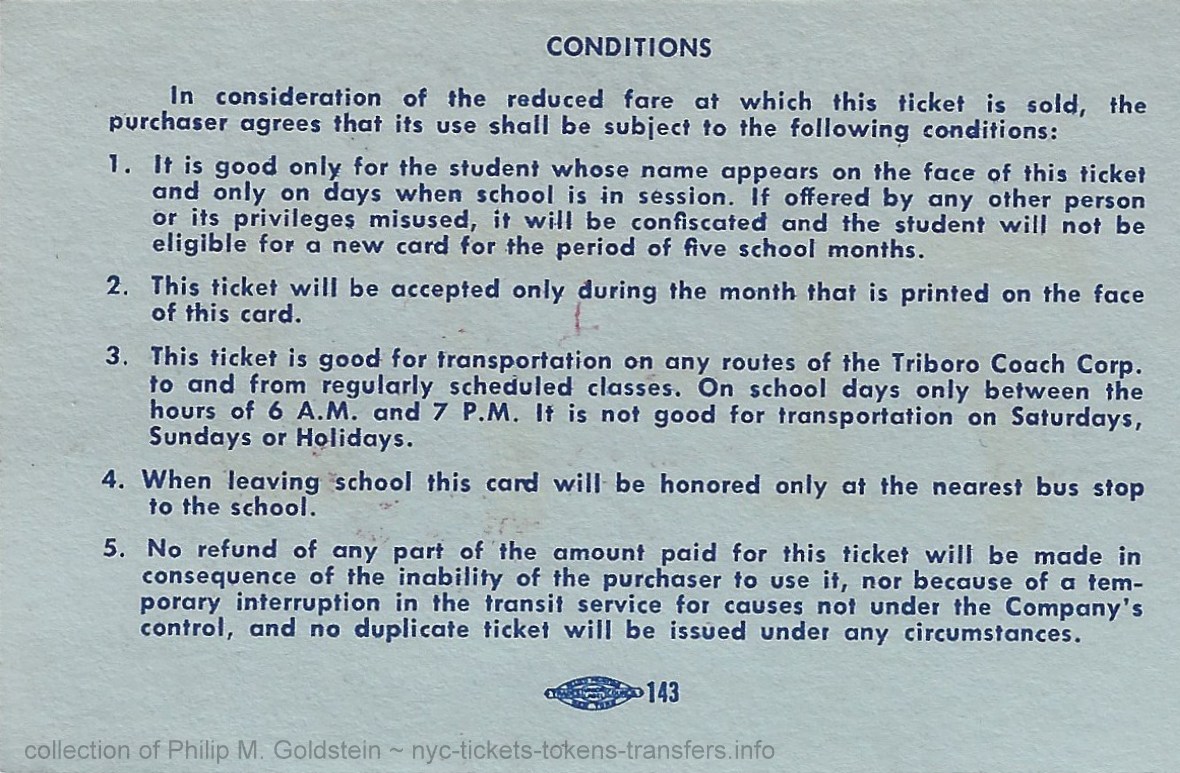 CONDITIONS
In consideration of the reduced fare at which this ticket is sold, the
purchaser agrees that its use shall be subject to the following conditions:
1. It is good only for the student whose name appears on the face of this ticket
and only on days when school is in session. If offered by any other person
or its privileges misused, it will be confiscated and the student will not be
eligible for a new card for the period of five school months.
2. This ticket will be accepted only during the month that is printed on the face
of this card.
3. This ticket is good for transportation on any routes of the Triboro Coach Corp.
to and from regularly scheduled classes. On school days only between the
hours of 6 A.M. and 7 P.M. It is not good for transportation on Saturdays,
Sundays or Holidays.
4. When leaving school this card will be honored only at the nearest bus stop
to the school.
5. No refund of any part of the amount paid for this ticket will be made in
consequence of the inability of the purchaser to use it, nor because of a tem-
porary interruption in the transit service for causes not under the Company's
control, and no duplicate ticket will be issued under any circumstances.
143
collection of Philip M. Goldstein ~ nyc-tickets-tokens-transfers.info